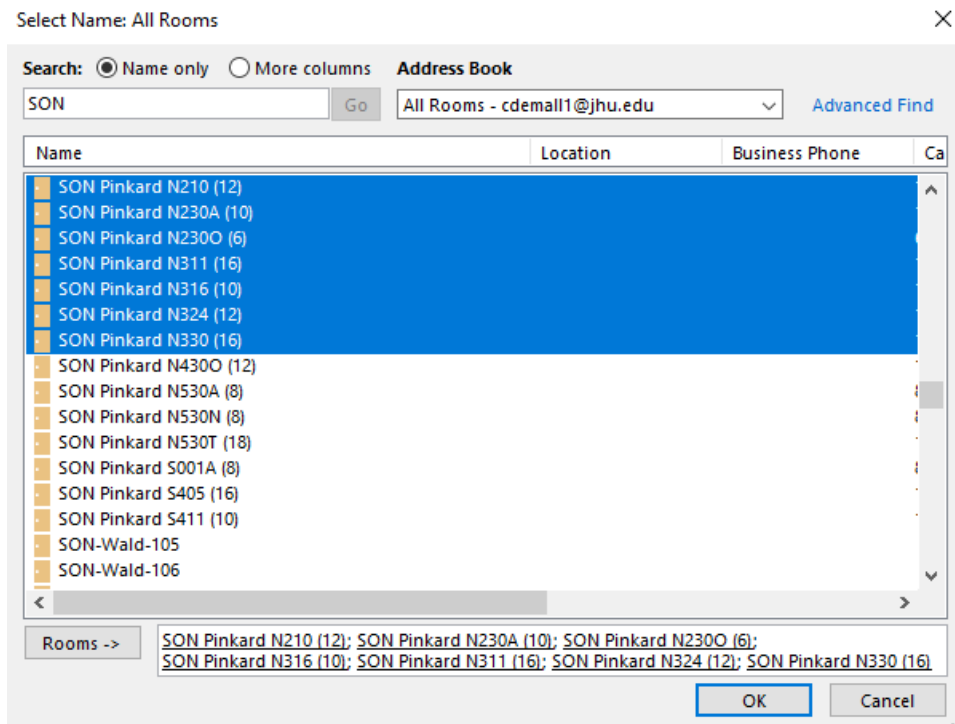 Select Name: All Rooms
Search: Name only More columns Address Book
SON Go All Rooms - cdemall1@jhu.edu Advanced Find
Name Location Business Phone Ca
SON Pinkard N210 (12)
SON Pinkard N230A (10)
SON Pinkard N230O (6)
SON Pinkard N311 (16)
SON Pinkard N316 (10)
SON Pinkard N324 (12)
SON Pinkard N330 (16)
SON Pinkard N430O (12)
SON Pinkard N530A (8)
SON Pinkard N530N (8)
SON Pinkard N530T (18)
SON Pinkard S001A (8)
SON Pinkard S405 (16)
SON Pinkard S411 (10)
SON-Wald-105
SON-Wald-106
Rooms -> SON Pinkard N210 (12); SON Pinkard N230A (10); SON Pinkard N230O (6);
SON Pinkard N316 (10); SON Pinkard N311 (16); SON Pinkard N324 (12); SON Pinkard N330 (16)
OK Cancel